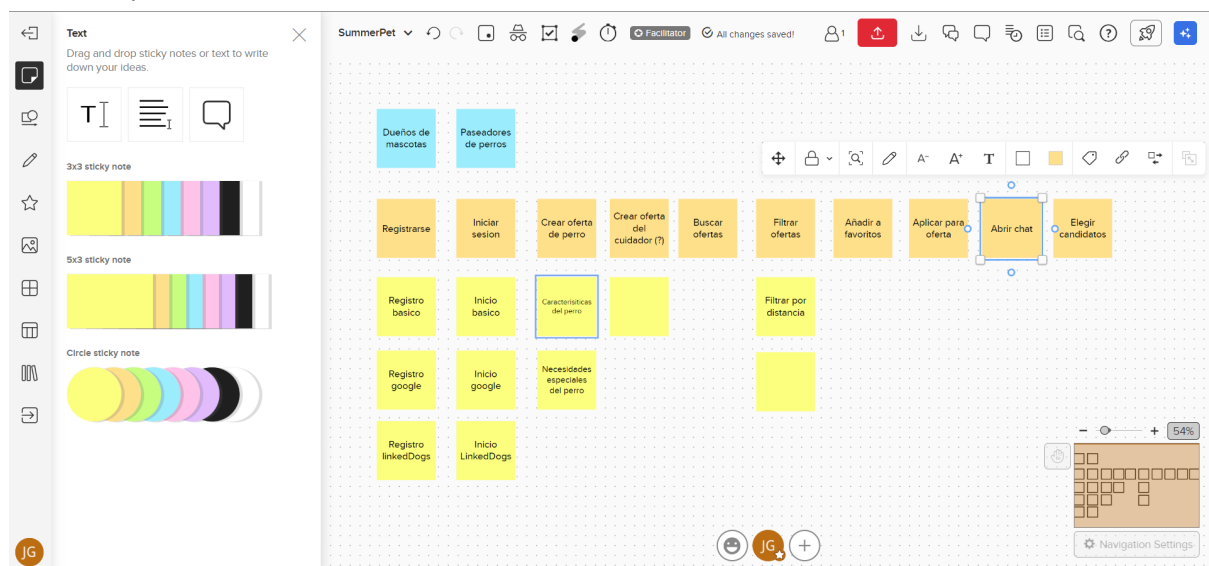 SummerPet
Facilitator
All changes saved!
1
Text
Drag and drop sticky notes or text to write
down your ideas.
T
3x3 sticky note
5x3 sticky note
Circle sticky note
JG
Dueños de
mascotas
Paseadores
de perros
A-
A+
T
Registrarse
Iniciar
sesion
Crear oferta
de perro
Crear oferta
del
cuidador (?)
Buscar
ofertas
Filtrar
ofertas
Añadir a
favoritos
Aplicar para
oferta
Abrir chat
Elegir
candidatos
Registro
basico
Inicio
basico
Caracterisiticas
del perro
Filtrar por
distancia
Registro
google
Inicio
google
Necesidades
especiales
del perro
Registro
linkedDogs
Inicio
LinkedDogs
54%
JG
Navigation Settings